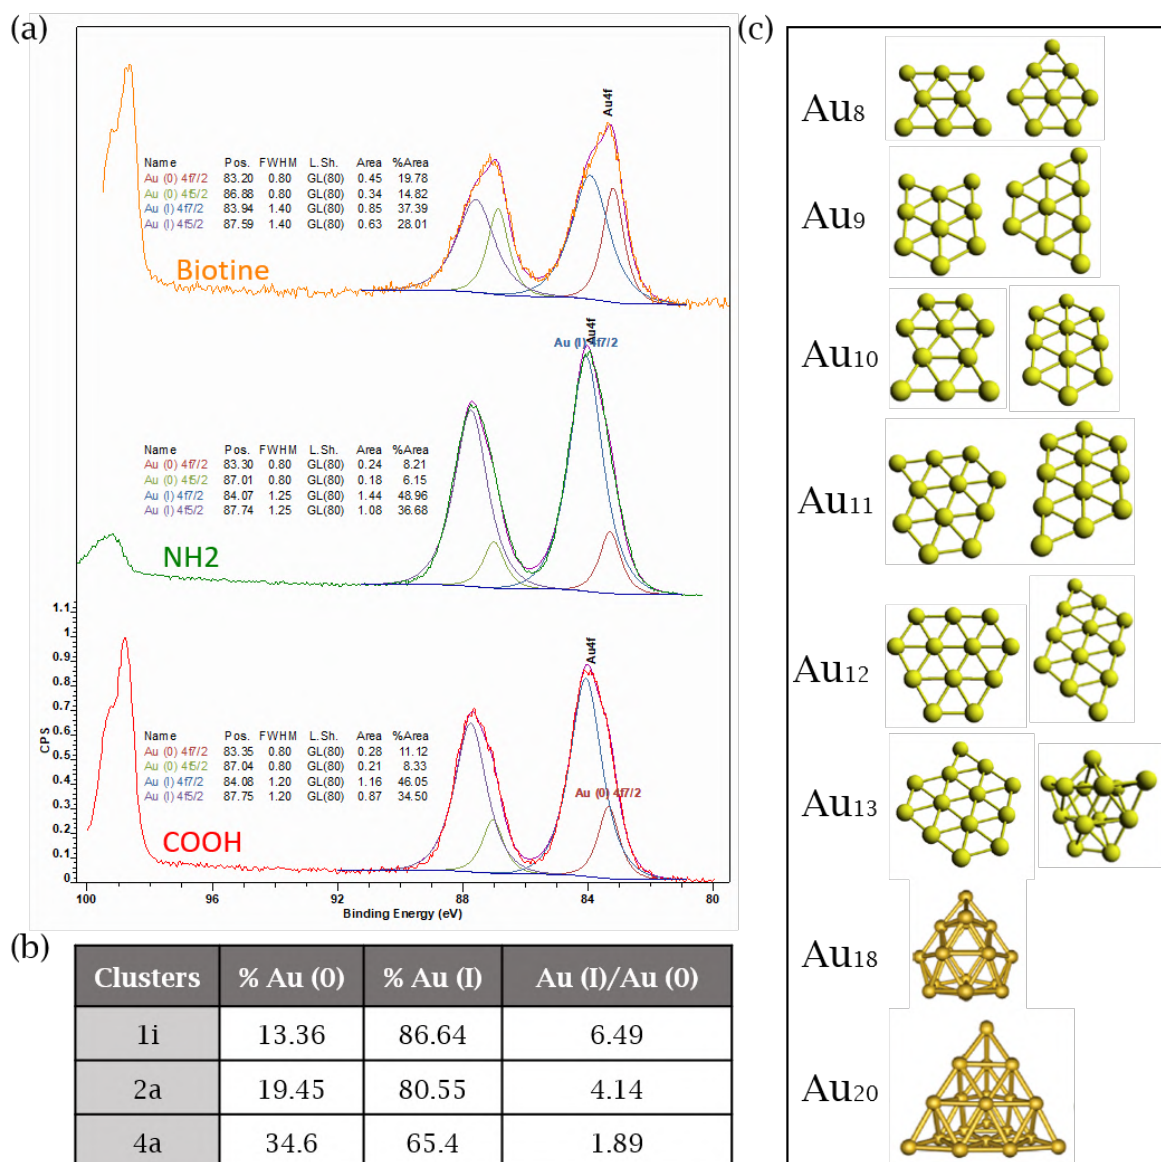 (a)
Au4f
Name Pos. FWHM L.Sh. Area %Area
Au (0) 4f7/2 83.20 0.80 GL(80) 0.45 19.78
Au (0) 4f5/2 86.88 0.80 GL(80) 0.34 14.82
Au (I) 4f7/2 83.94 1.40 GL(80) 0.85 37.39
Au (I) 4f5/2 87.59 1.40 GL(80) 0.63 28.01
Biotine
Au4f
Au (I) 4f7/2
Name Pos. FWHM L.Sh. Area %Area
Au (0) 4f7/2 83.30 0.80 GL(80) 0.24 8.21
Au (0) 4f5/2 87.01 0.80 GL(80) 0.18 6.15
Au (I) 4f7/2 84.07 1.25 GL(80) 1.44 48.96
Au (I) 4f5/2 87.74 1.25 GL(80) 1.08 36.68
NH2
Au4f
Name Pos. FWHM L.Sh. Area %Area
Au (0) 4f7/2 83.35 0.80 GL(80) 0.28 11.12
Au (0) 4f5/2 87.04 0.80 GL(80) 0.21 8.33
Au (I) 4f7/2 84.08 1.20 GL(80) 1.16 46.05
Au (I) 4f5/2 87.75 1.20 GL(80) 0.87 34.50
Au (0) 4f7/2
COOH
1.1
1
0.9
0.8
0.7
0.6
0.5
0.4
0.3
0.2
0.1
0
CPS
100 96 92 88 84 80
Binding Energy (eV)
(b)
Clusters % Au (0) % Au (I) Au (I)/Au (0)
1i 13.36 86.64 6.49
2a 19.45 80.55 4.14
4a 34.6 65.4 1.89
(c)
Au8
Au9
Au10
Au11
Au12
Au13
Au18
Au20